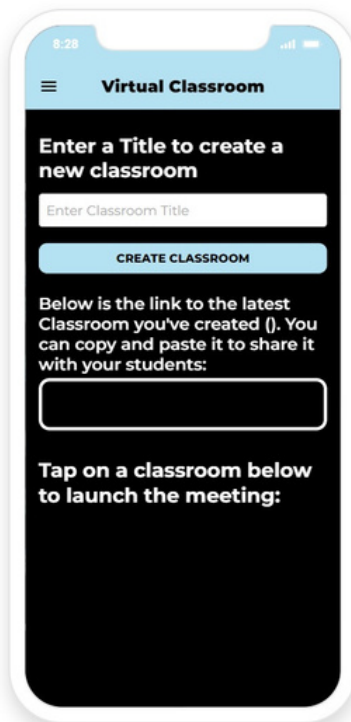 8:28
Virtual Classroom
Enter a Title to create a
new classroom
Enter Classroom Title
CREATE CLASSROOM
Below is the link to the latest
Classroom you've created (). You
can copy and paste it to share it
with your students:
Tap on a classroom below
to launch the meeting: